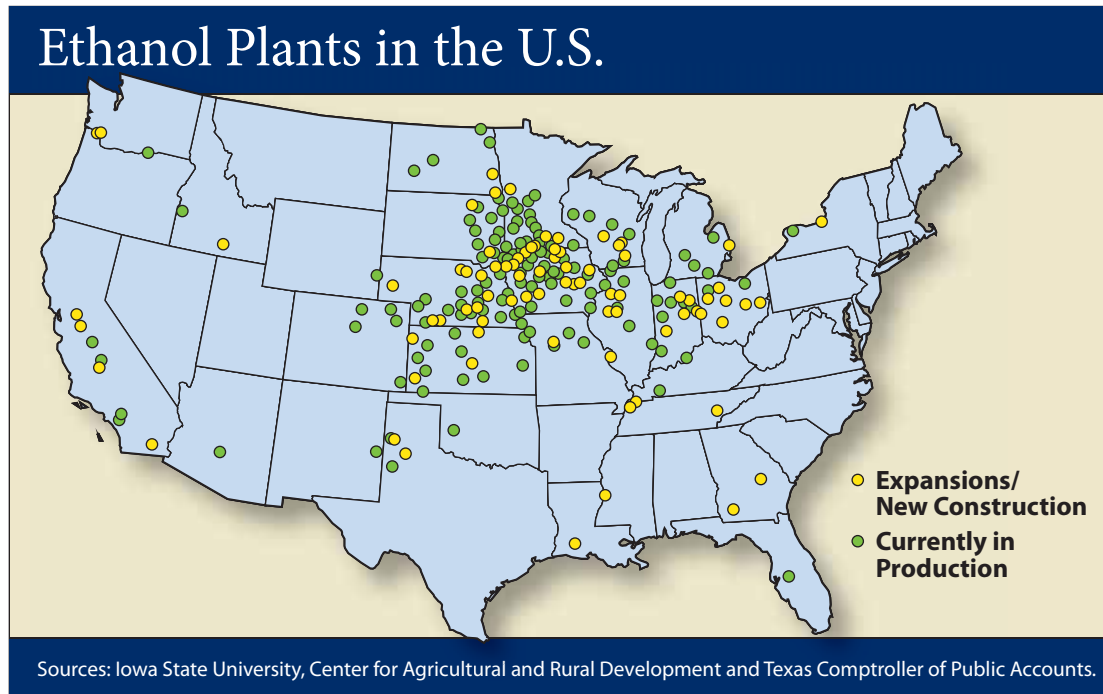 Ethanol Plants in the U.S.
Expansions/
New Construction
Currently in
Production
Sources: Iowa State University, Center for Agricultural and Rural Development and Texas Comptroller of Public Accounts.